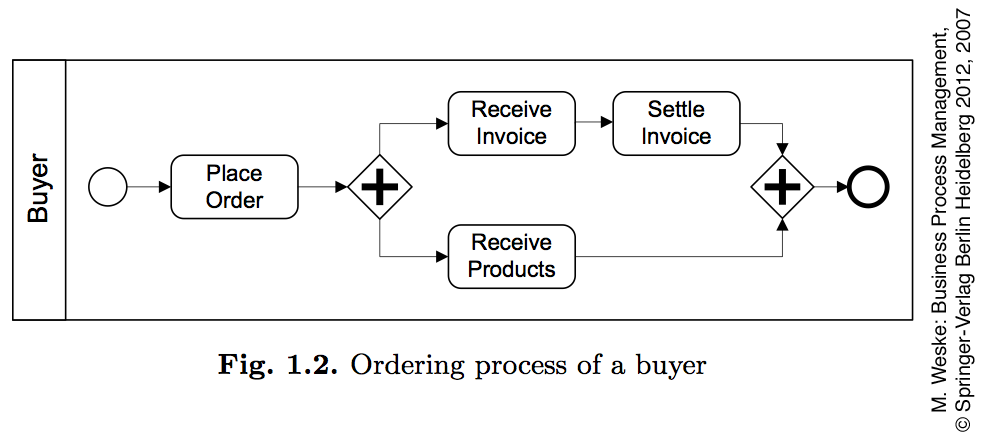 Buyer
Place
Order
Receive
Invoice
Settle
Invoice
Receive
Products
Fig. 1.2. Ordering process of a buyer
M. Weske: Business Process Management,
© Springer-Verlag Berlin Heidelberg 2012, 2007